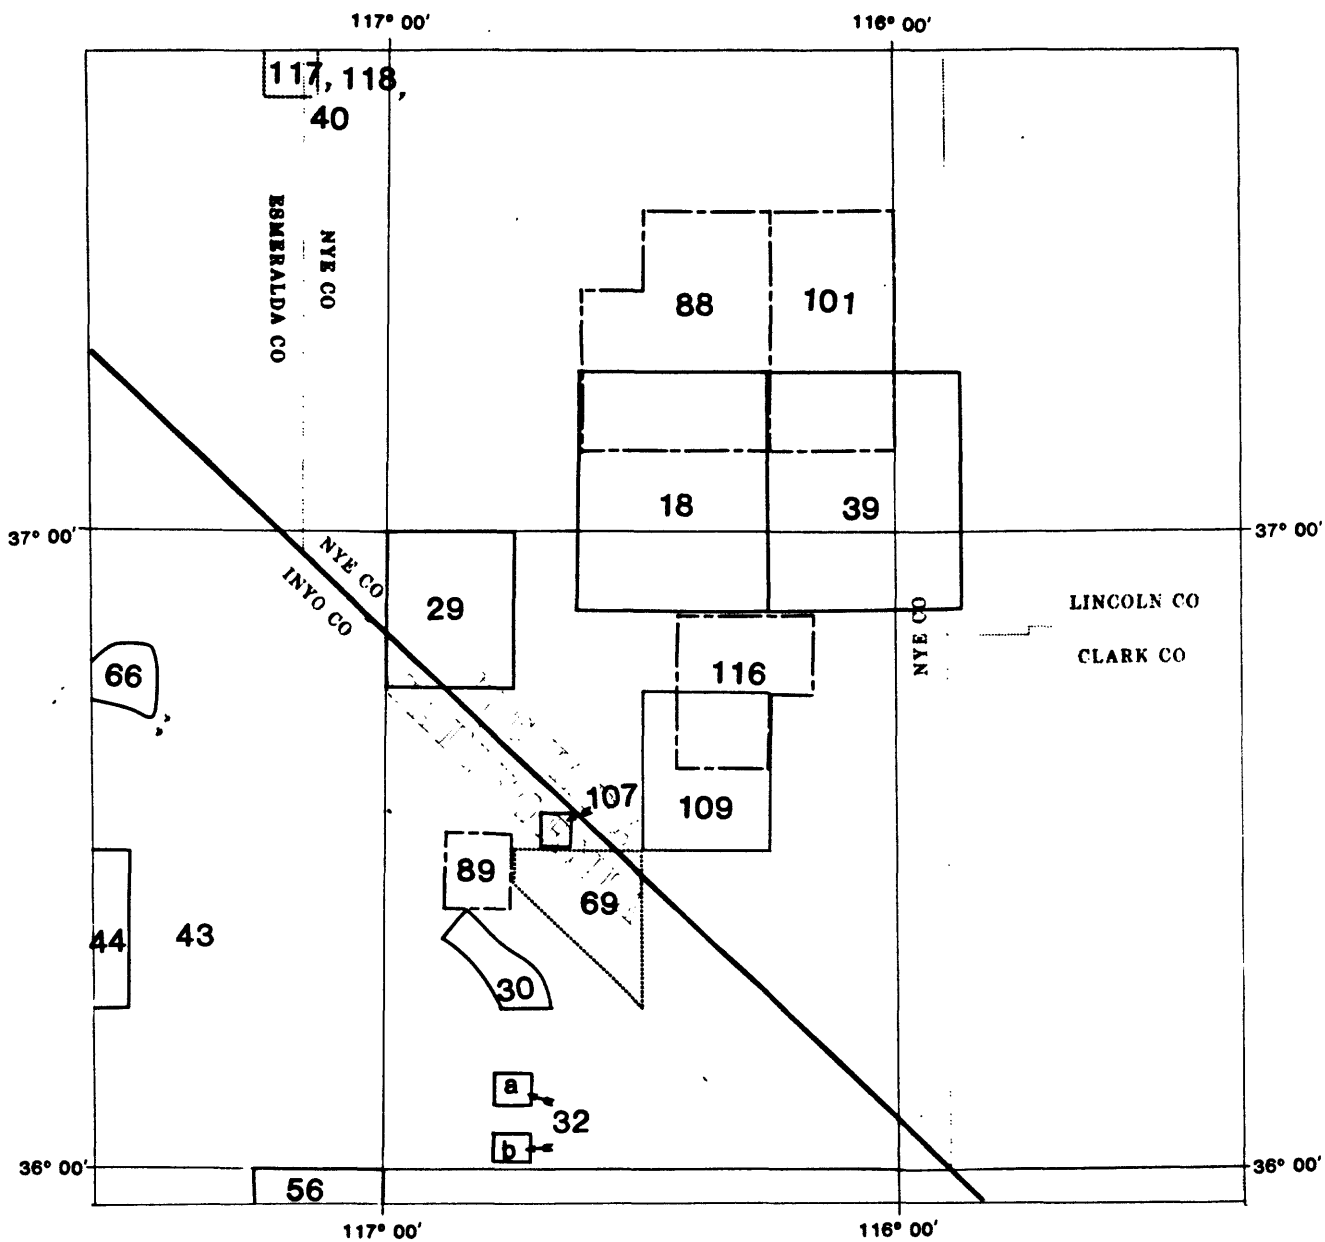 117° 00′ 116° 00′
117, 118,
40
ESMERALDA CO
NYE CO
88 101
18 39
37° 00′ 37° 00′
NYE CO
INYO CO
29
LINCOLN CO
NYE CO
CLARK CO
66
116
107
109
89
69
44 43
30
a
32
b
36° 00′ 36° 00′
56
117° 00′ 116° 00′